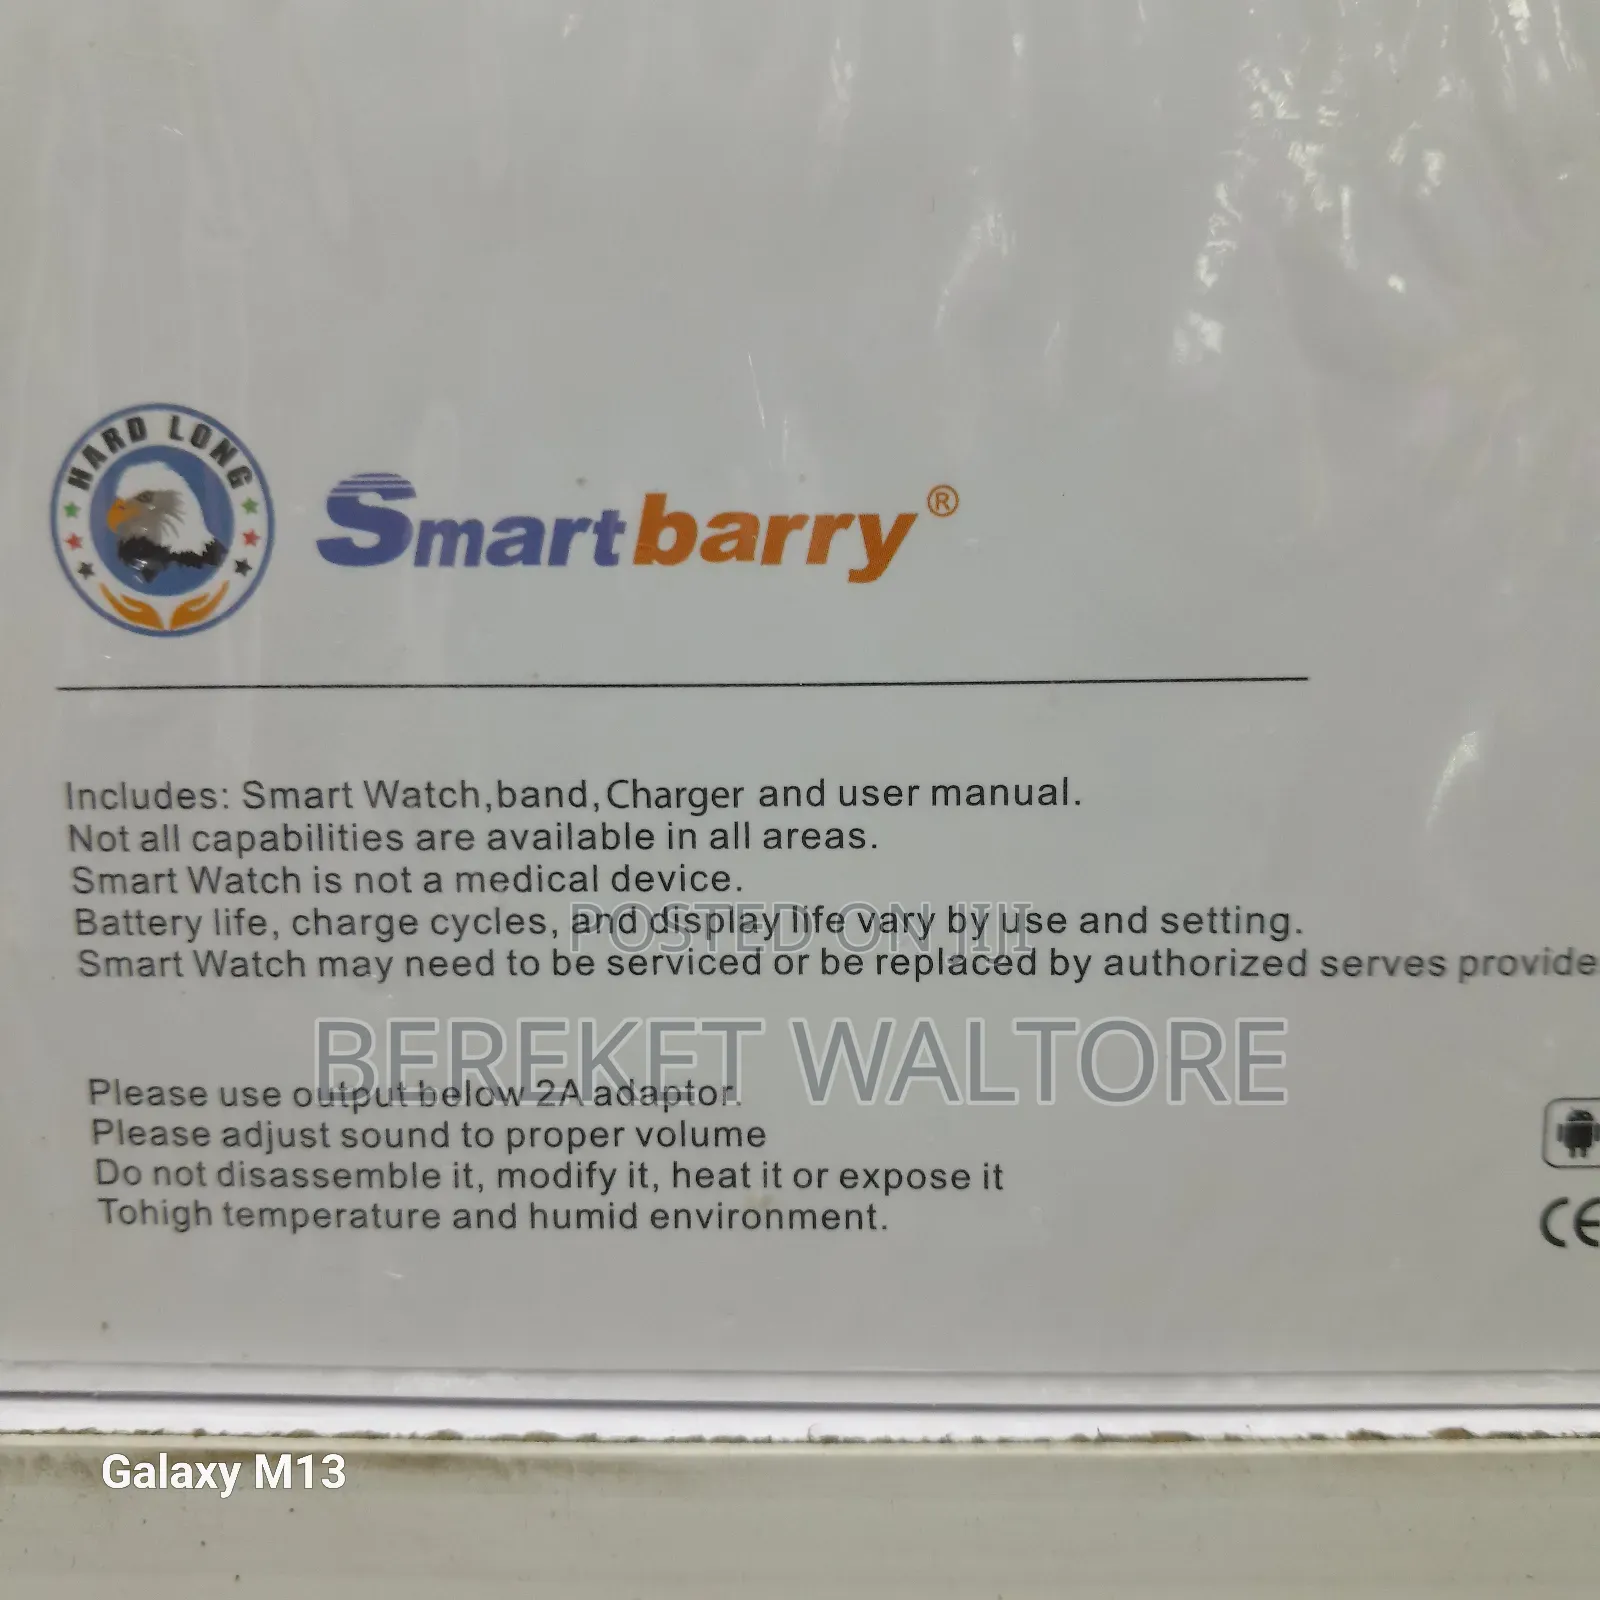 HARD LONG
Smartbarry®
Includes: Smart Watch,band,Charger and user manual.
Not all capabilities are available in all areas.
Smart Watch is not a medical device.
Battery life, charge cycles, and display life vary by use and setting.
POSTED ON JIJI
Smart Watch may need to be serviced or be replaced by authorized serves provide
BEREKET WALTORE
Please use output below 2A adaptor.
Please adjust sound to proper volume
Do not disassemble it, modify it, heat it or expose it
Tohigh temperature and humid environment.
CE
Galaxy M13